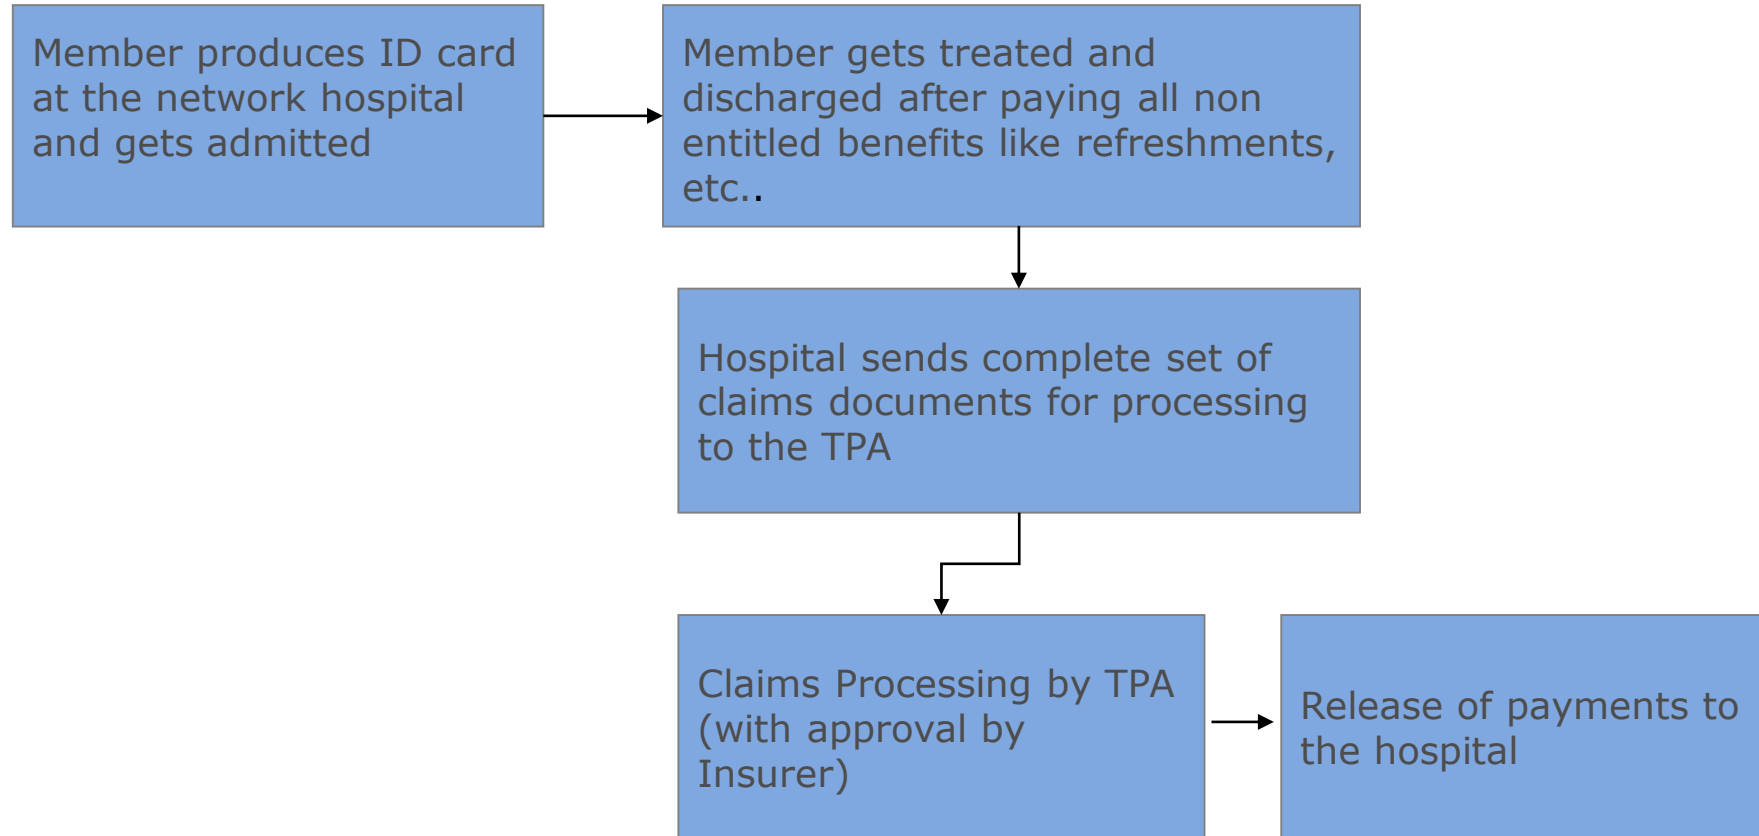 Member produces ID card
at the network hospital
and gets admitted
Member gets treated and
discharged after paying all non
entitled benefits like refreshments,
etc..
Hospital sends complete set of
claims documents for processing
to the TPA
Claims Processing by TPA
(with approval by
Insurer)
Release of payments to
the hospital